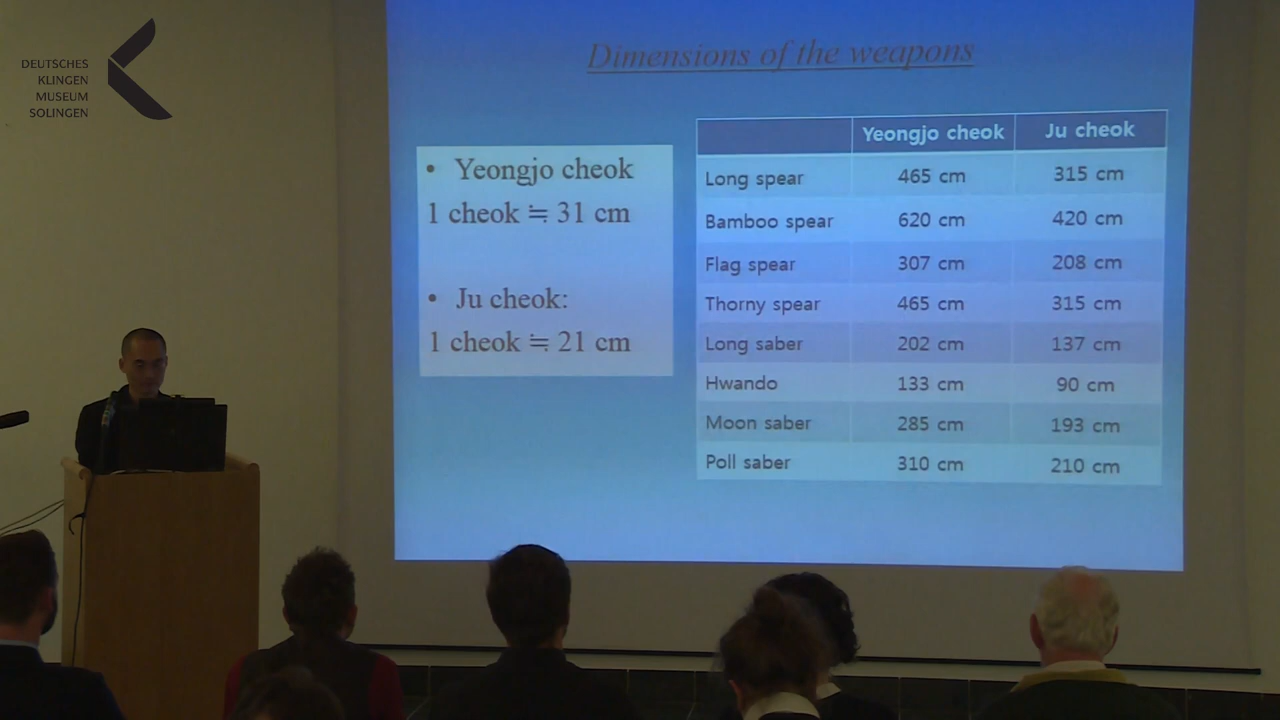 DEUTSCHES
KLINGEN
MUSEUM
SOLINGEN
Dimensions of the weapons
• Yeongjo cheok
1 cheok ≒ 31 cm
• Ju cheok:
1 cheok ≒ 21 cm
Yeongjo cheok Ju cheok
Long spear 465 cm 315 cm
Bamboo spear 620 cm 420 cm
Flag spear 307 cm 208 cm
Thorny spear 465 cm 315 cm
Long saber 202 cm 137 cm
Hwando 133 cm 90 cm
Moon saber 285 cm 193 cm
Poll saber 310 cm 210 cm